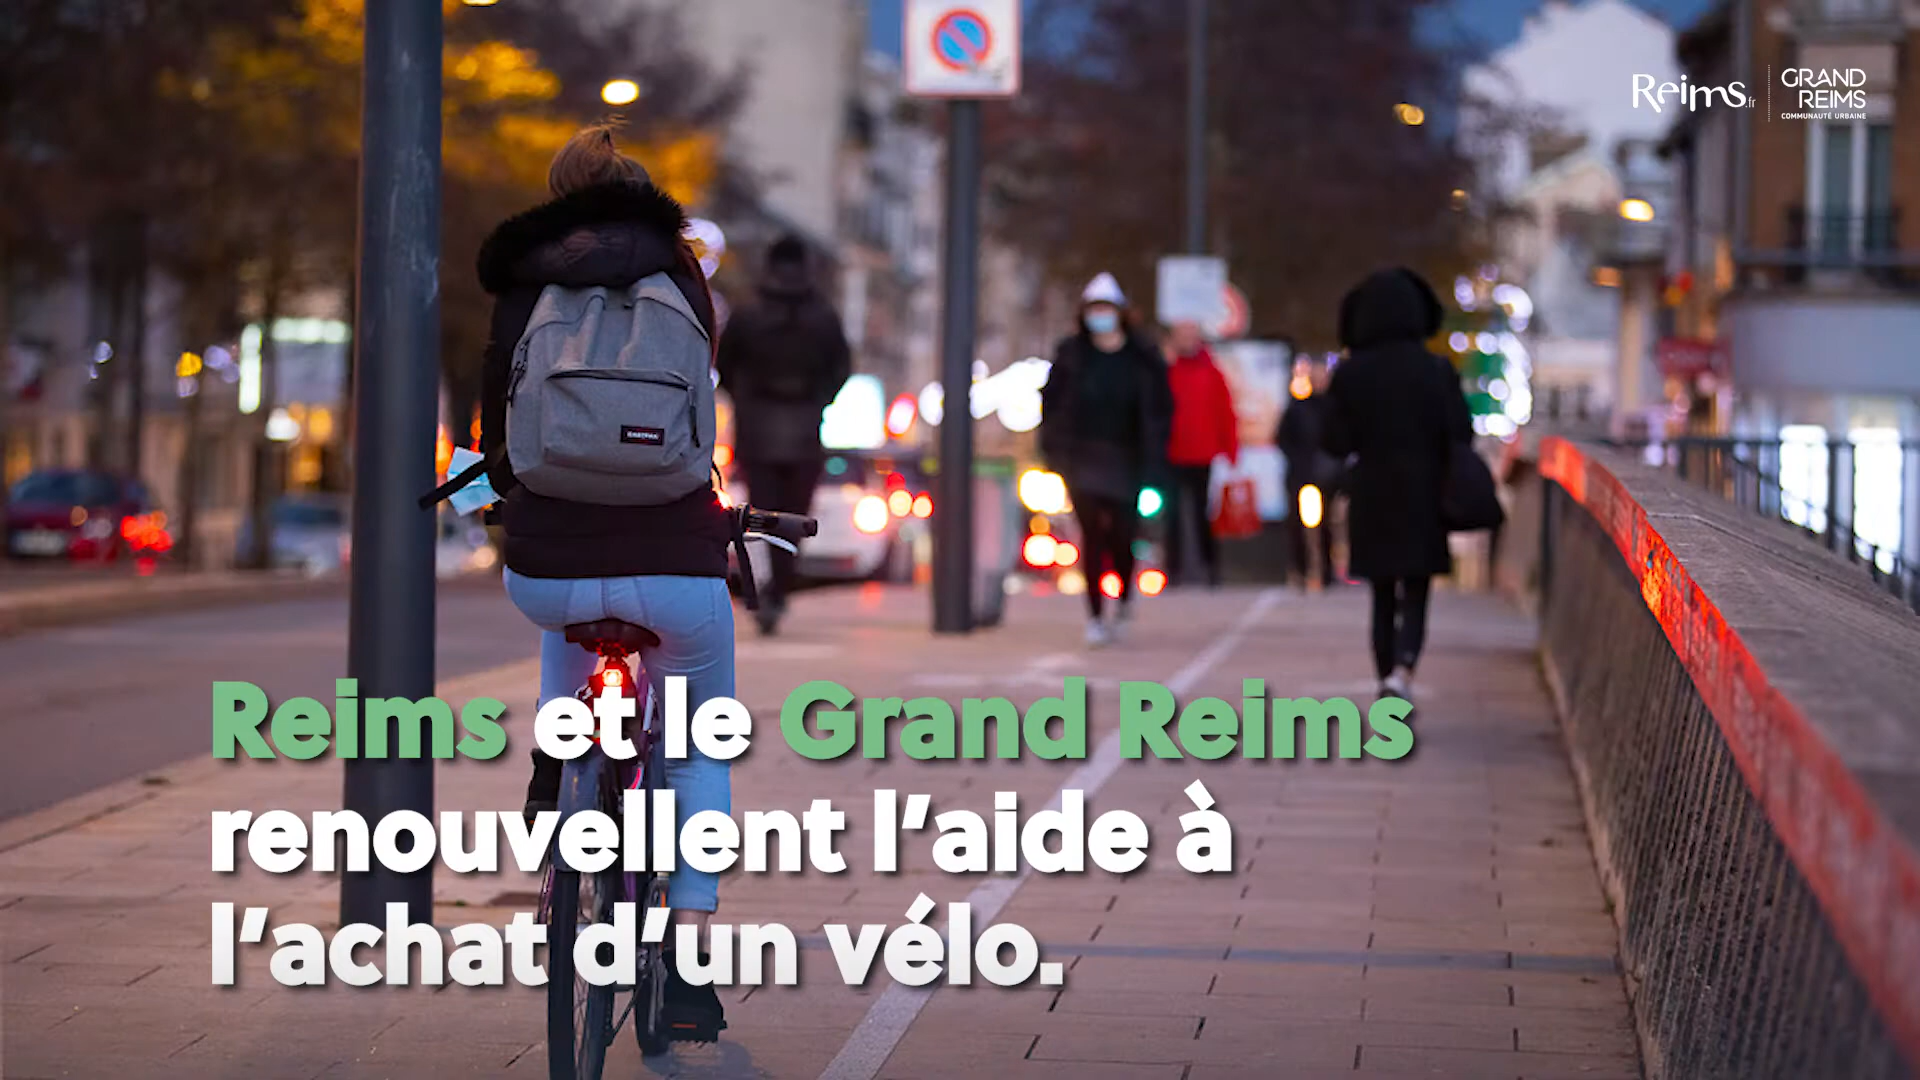 Reims.fr
GRAND
REIMS
COMMUNAUTÉ URBAINE
EASTPAK
Reims et le Grand Reims
renouvellent l’aide à
l’achat d’un vélo.